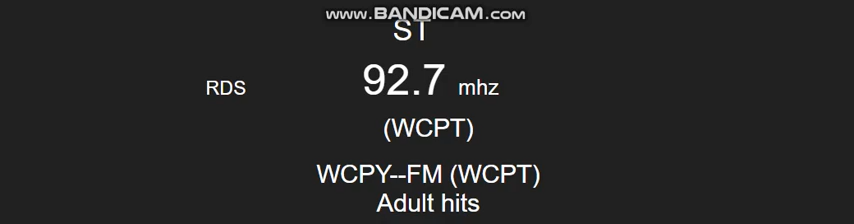 www.BANDICAM.com
ST
RDS 92.7 mhz
(WCPT)
WCPY--FM (WCPT)
Adult hits